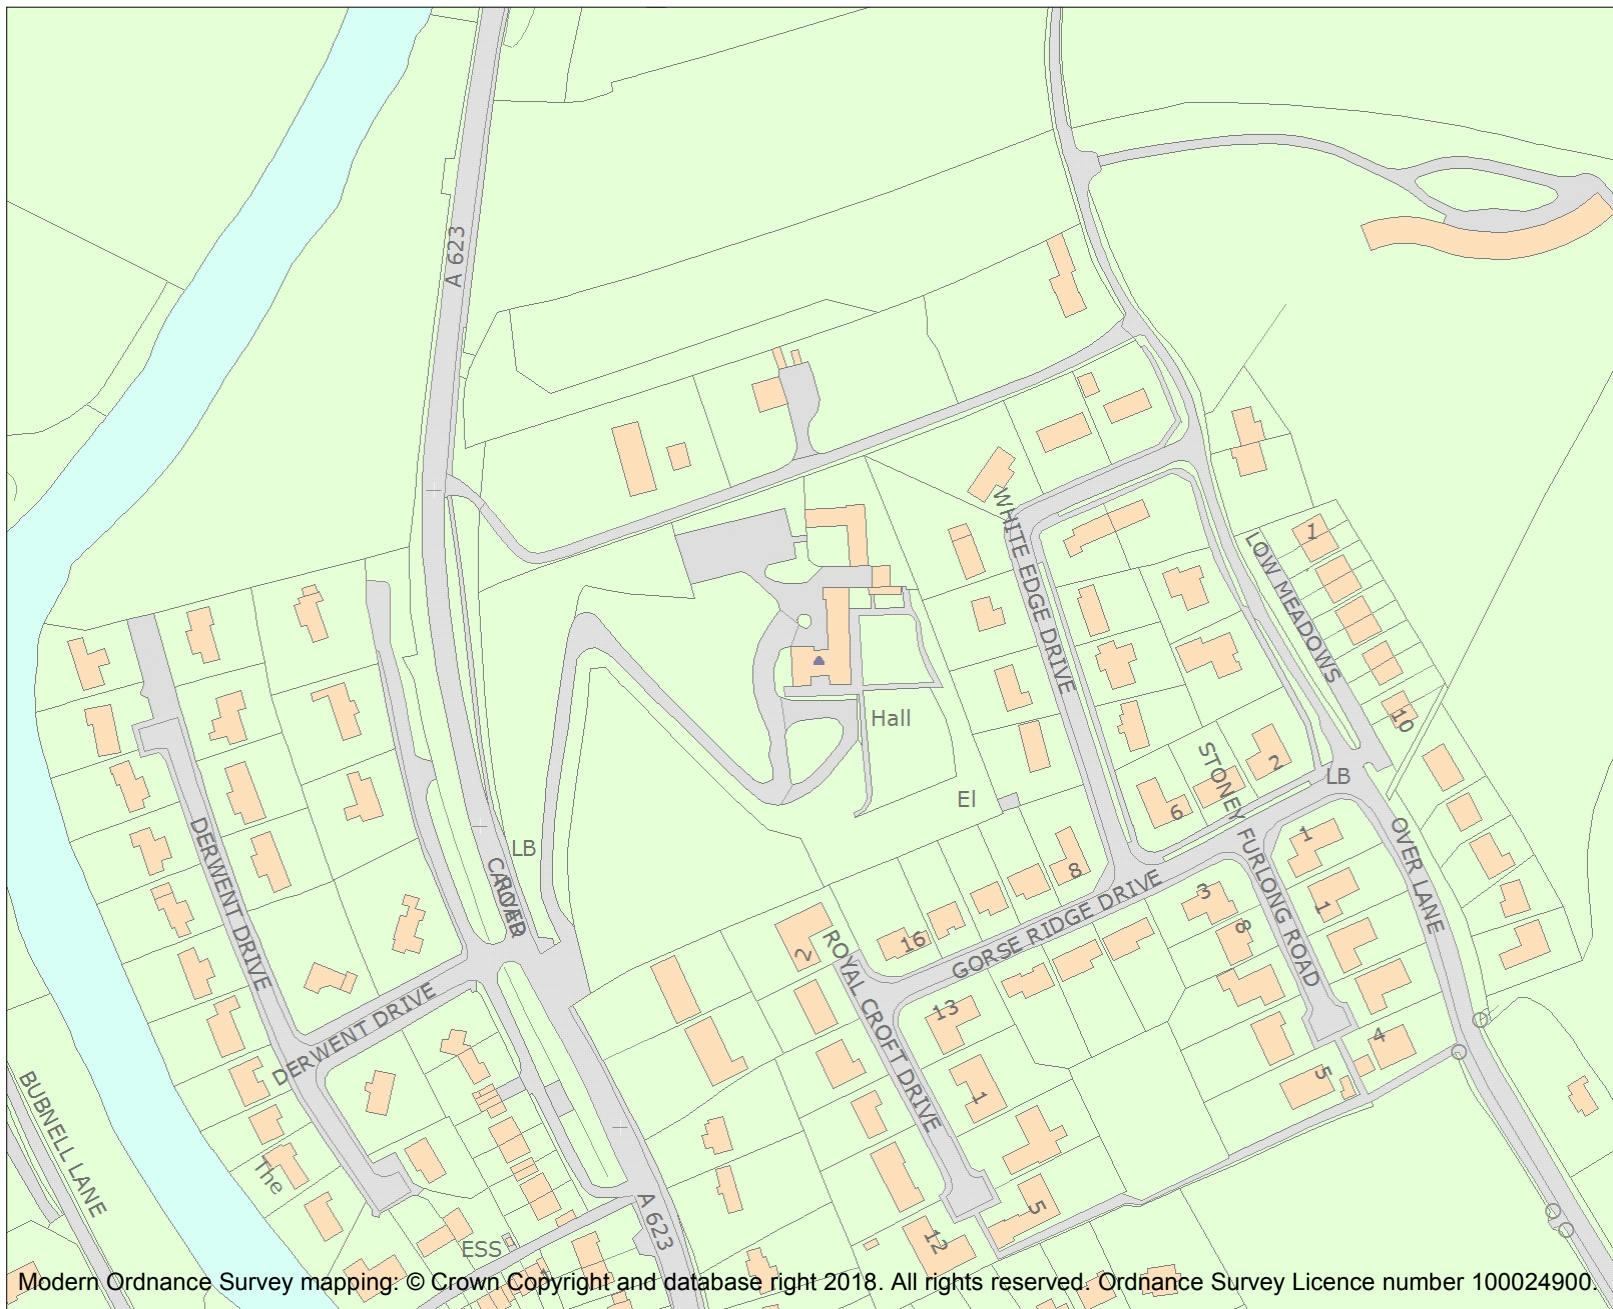 A 623
WHITE EDGE DRIVE
LOW MEADOWS
1
10
Hall
STONEY FURLONG ROAD
2
LB
El
6
DERWENT DRIVE
LB
CALVER
ROAD
OVER LANE
1
8
GORSE RIDGE DRIVE
3
1
8
16
2
ROYAL CROFT DRIVE
DERWENT DRIVE
13
4
5
1
BUBNELL LANE
The
5
A 623
12
ESS
Modern Ordnance Survey mapping: © Crown Copyright and database right 2018. All rights reserved. Ordnance Survey Licence number 100024900.